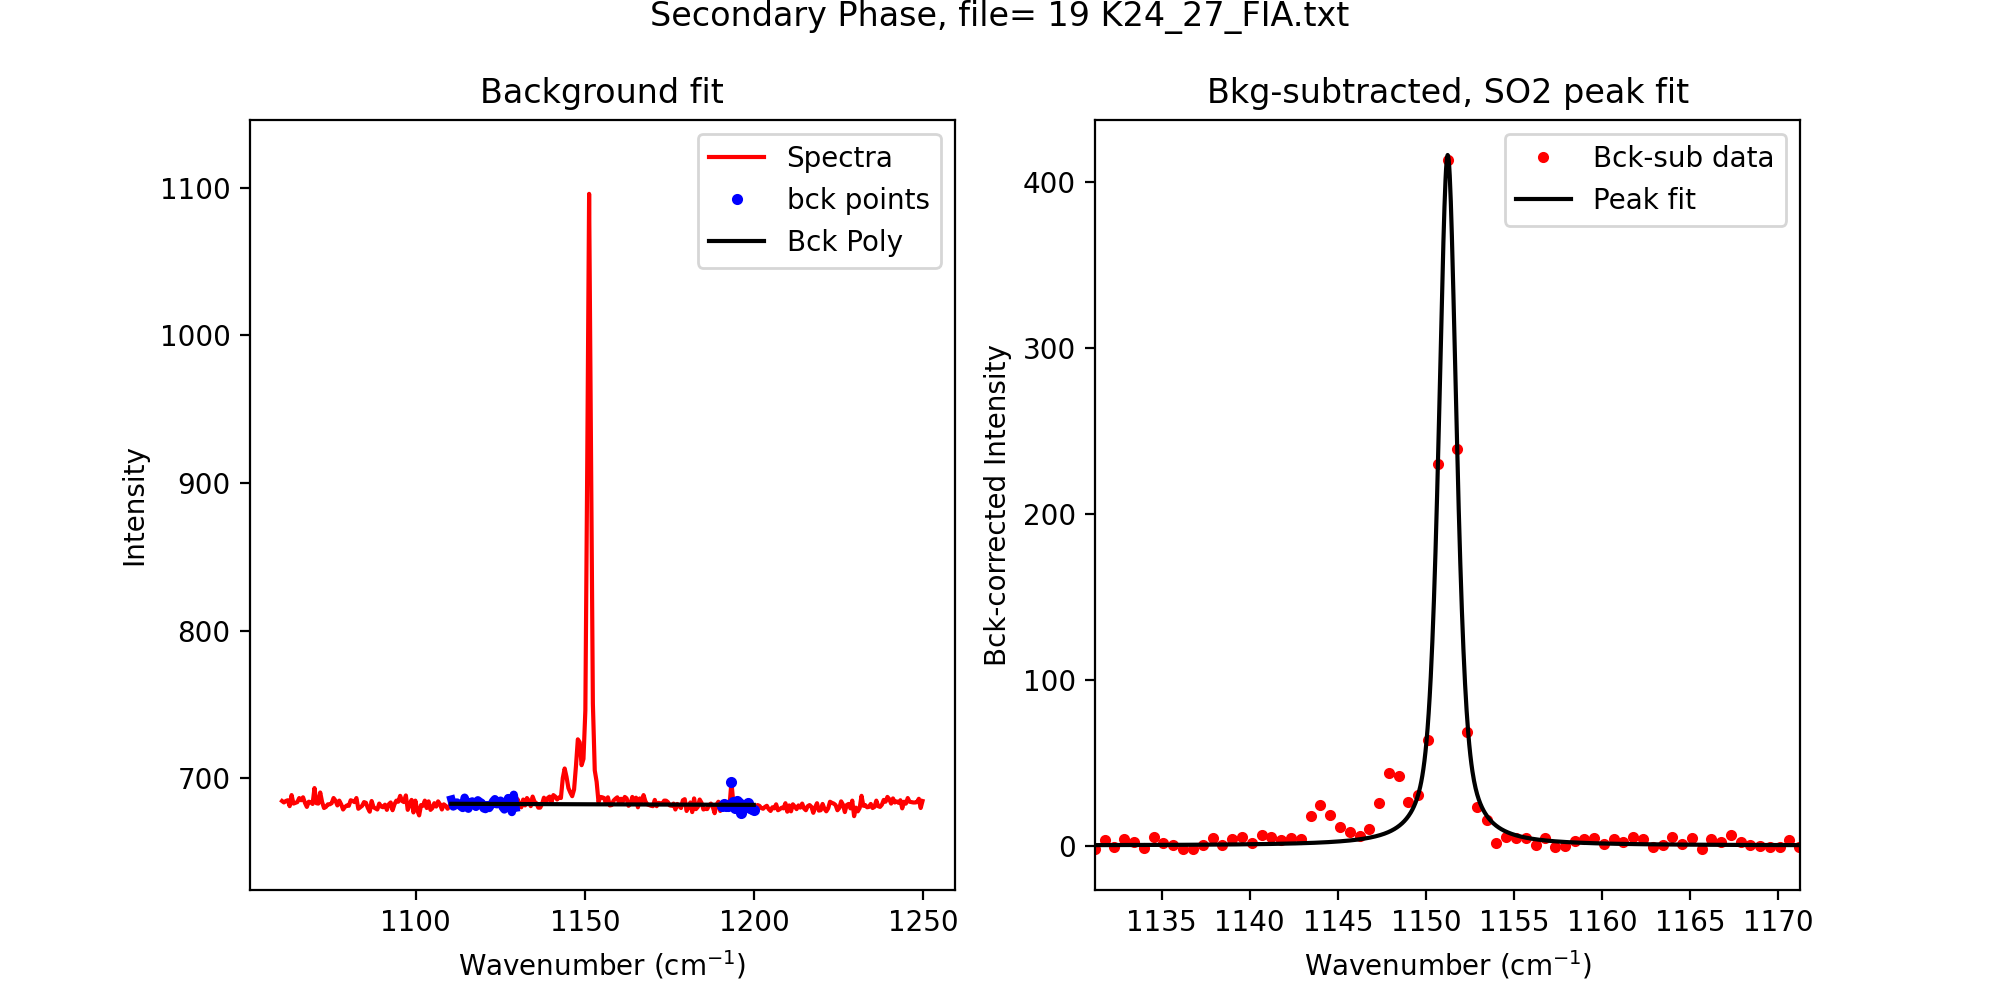 Secondary Phase, file= 19 K24_27_FIA.txt
Background fit
Spectra
bck points
Bck Poly
Intensity
1100
1000
900
800
700
1100 1150 1200 1250
Wavenumber (cm⁻¹)
Bkg-subtracted, SO2 peak fit
Bck-sub data
Peak fit
Bck-corrected Intensity
400
300
200
100
0
1135 1140 1145 1150 1155 1160 1165 1170
Wavenumber (cm⁻¹)